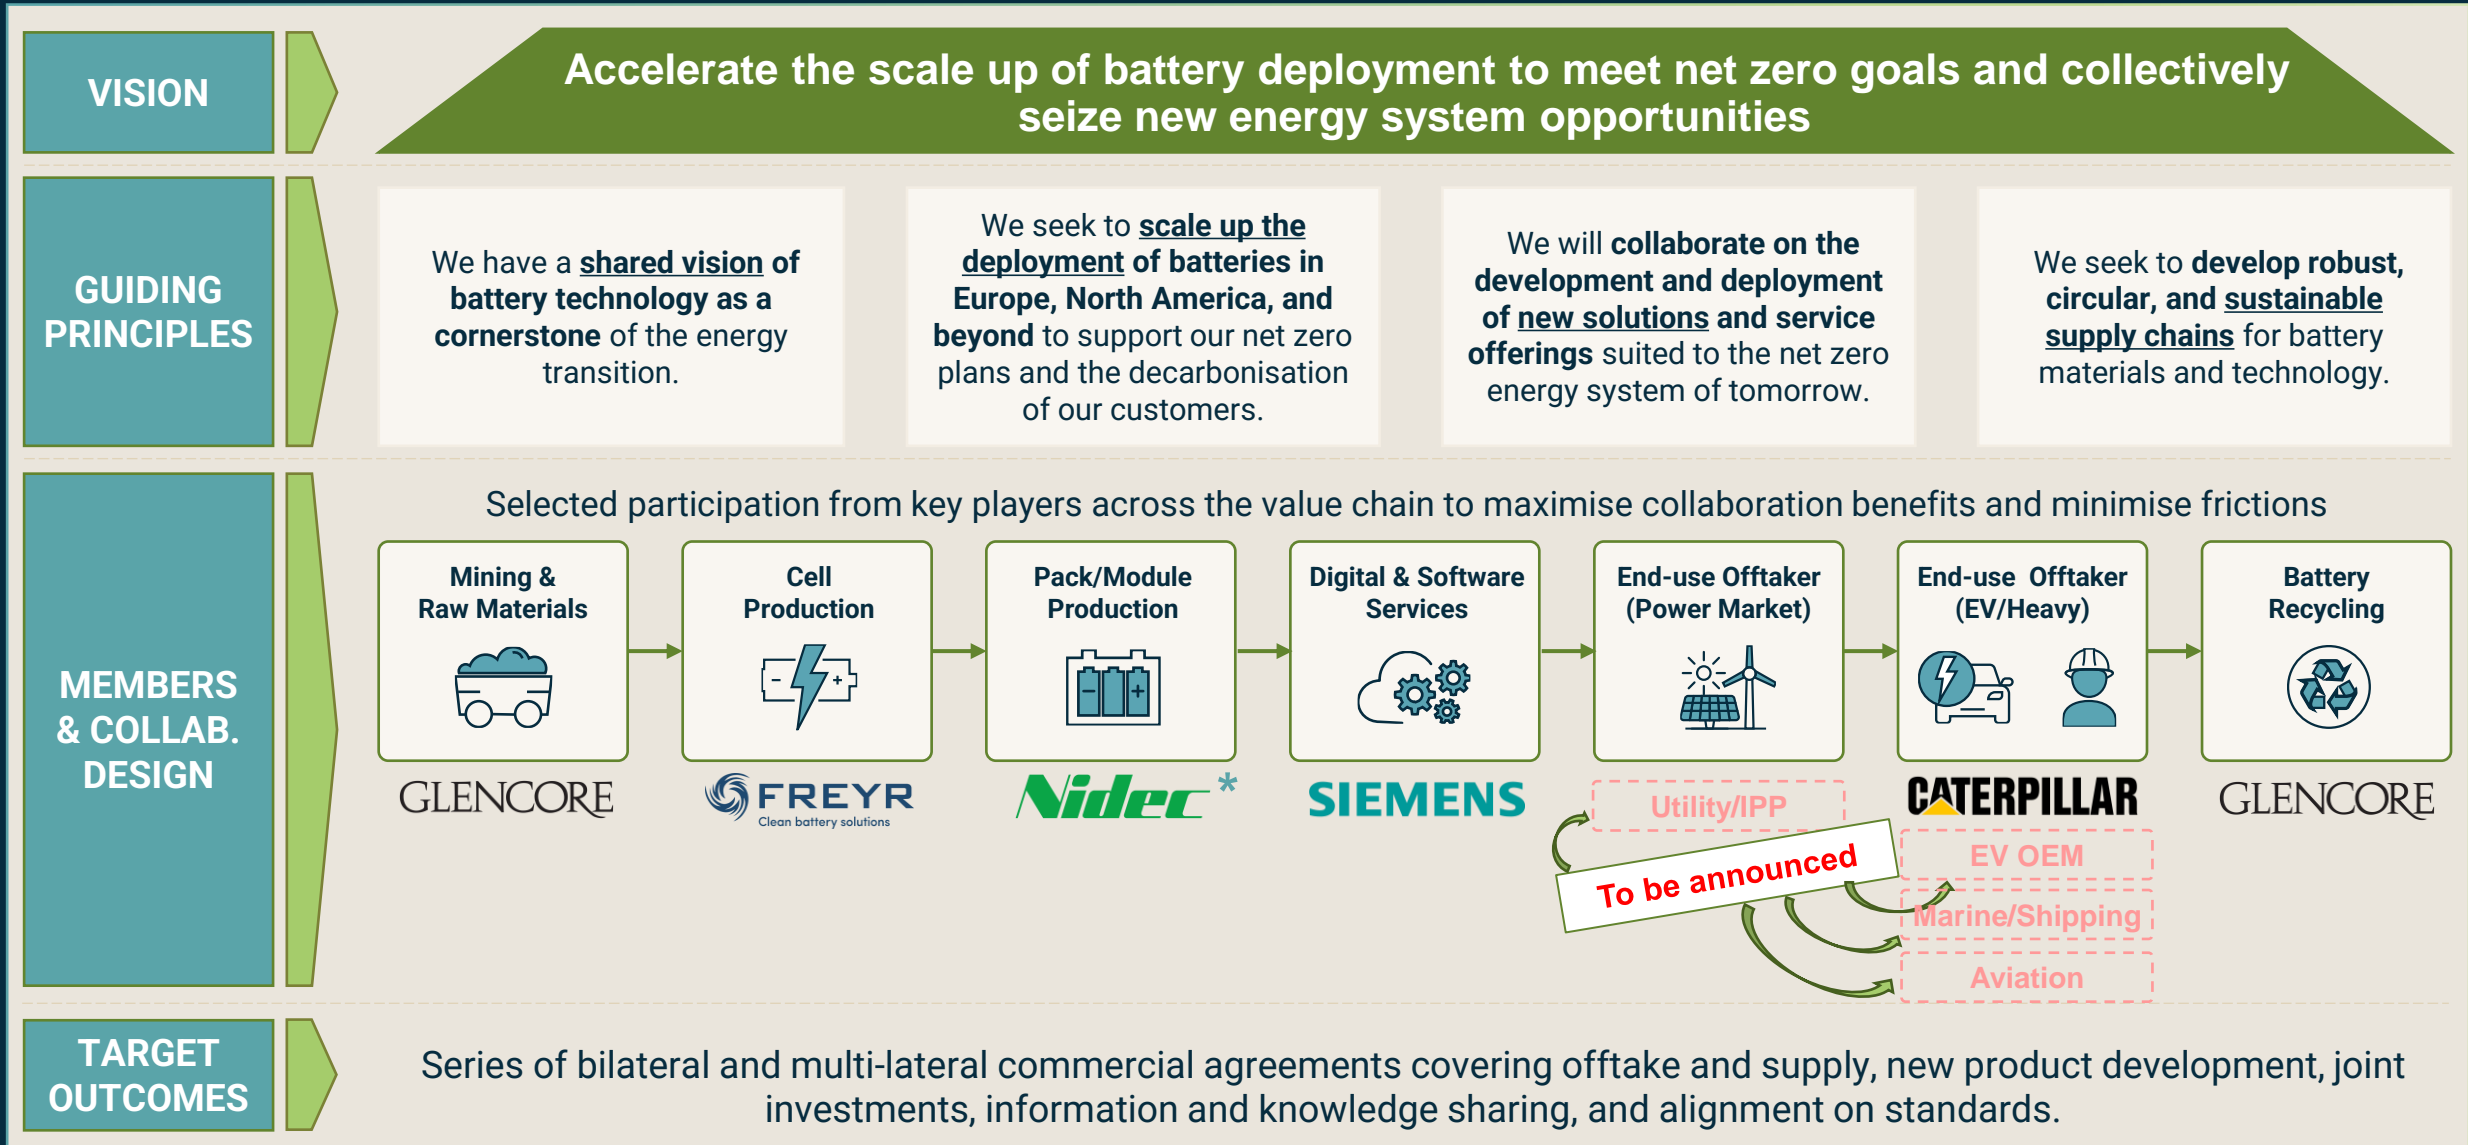 VISION
Accelerate the scale up of battery deployment to meet net zero goals and collectively
seize new energy system opportunities
GUIDING
PRINCIPLES
We have a shared vision of
battery technology as a
cornerstone of the energy
transition.
We seek to scale up the
deployment of batteries in
Europe, North America, and
beyond to support our net zero
plans and the decarbonisation
of our customers.
We will collaborate on the
development and deployment
of new solutions and service
offerings suited to the net zero
energy system of tomorrow.
We seek to develop robust,
circular, and sustainable
supply chains for battery
materials and technology.
MEMBERS
& COLLAB.
DESIGN
Selected participation from key players across the value chain to maximise collaboration benefits and minimise frictions
Mining &
Raw Materials
GLENCORE
Cell
Production
FREYR
Clean battery solutions
Pack/Module
Production
Nidec*
Digital & Software
Services
SIEMENS
End-use Offtaker
(Power Market)
Utility/IPP
To be announced
End-use Offtaker
(EV/Heavy)
CATERPILLAR
EV OEM
Marine/Shipping
Aviation
Battery
Recycling
GLENCORE
TARGET
OUTCOMES
Series of bilateral and multi-lateral commercial agreements covering offtake and supply, new product development, joint
investments, information and knowledge sharing, and alignment on standards.